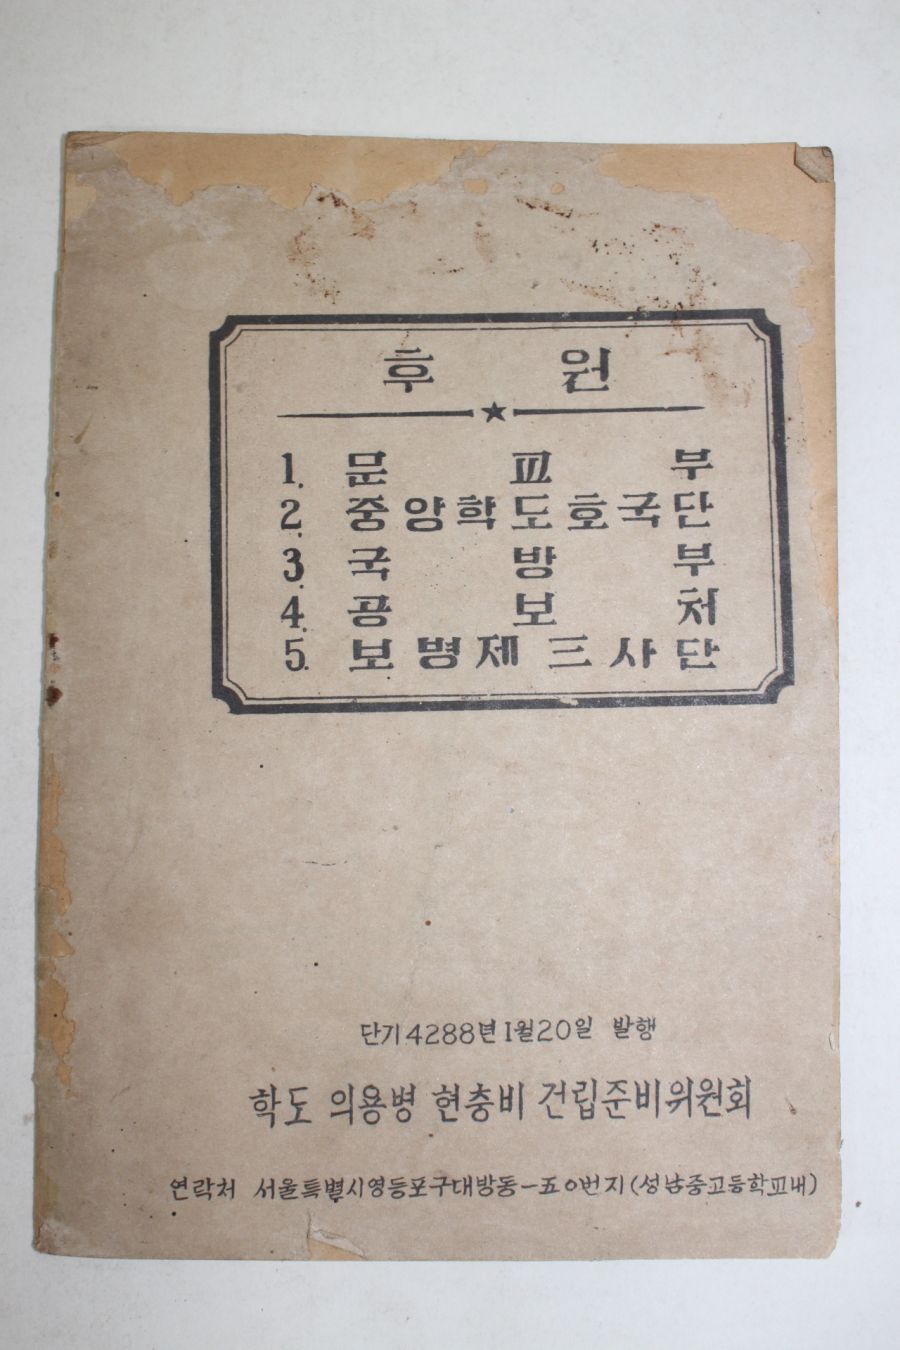 후 원
1. 문 교 부
2. 중앙학도호국단
3. 국 방 부
4. 공 보 처
5. 보병제三사단
단기4288년1월20일 발행
학도 의용병 현충비 건립준비위원회
연락처 서울특별시영등포구대방동一五0번지(성남중고등학교내)